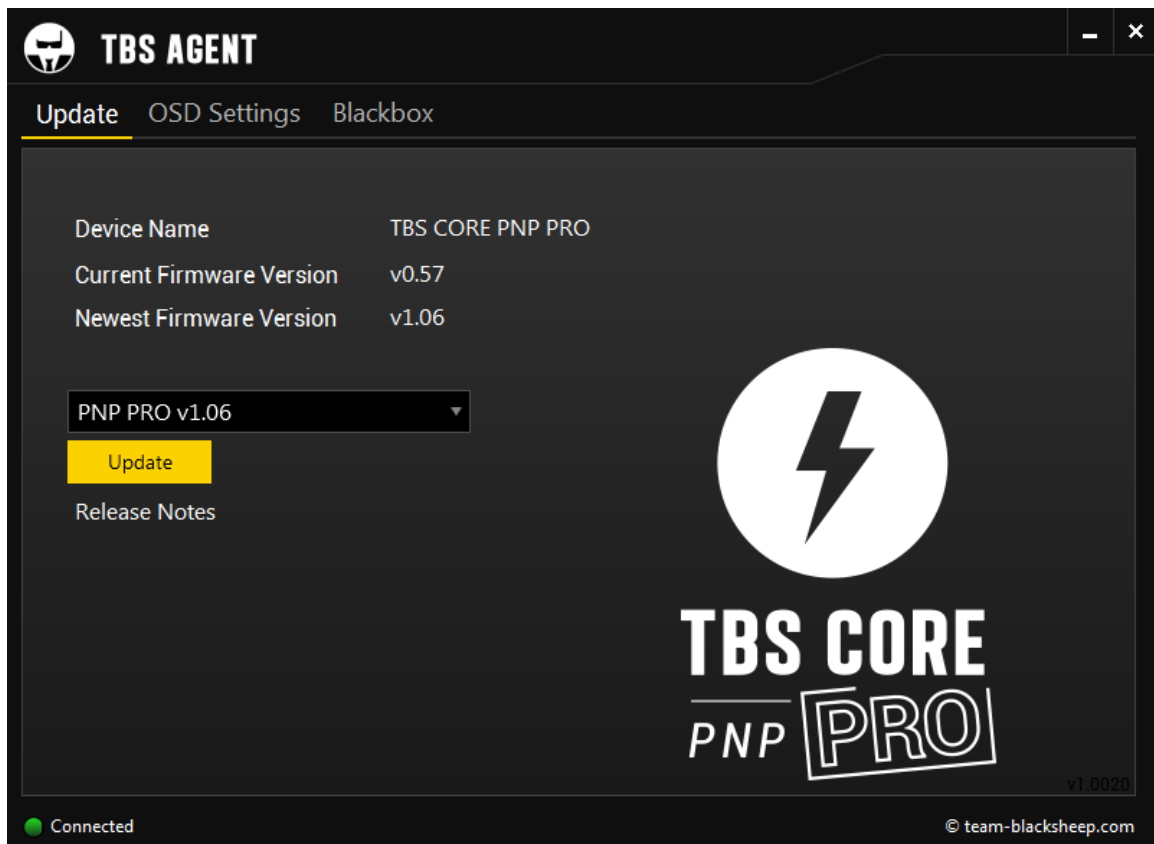 TBS AGENT
Update OSD Settings Blackbox
Device Name TBS CORE PNP PRO
Current Firmware Version v0.57
Newest Firmware Version v1.06
PNP PRO v1.06
Update
Release Notes
TBS CORE
PNP PRO
v1.0020
Connected © team-blacksheep.com